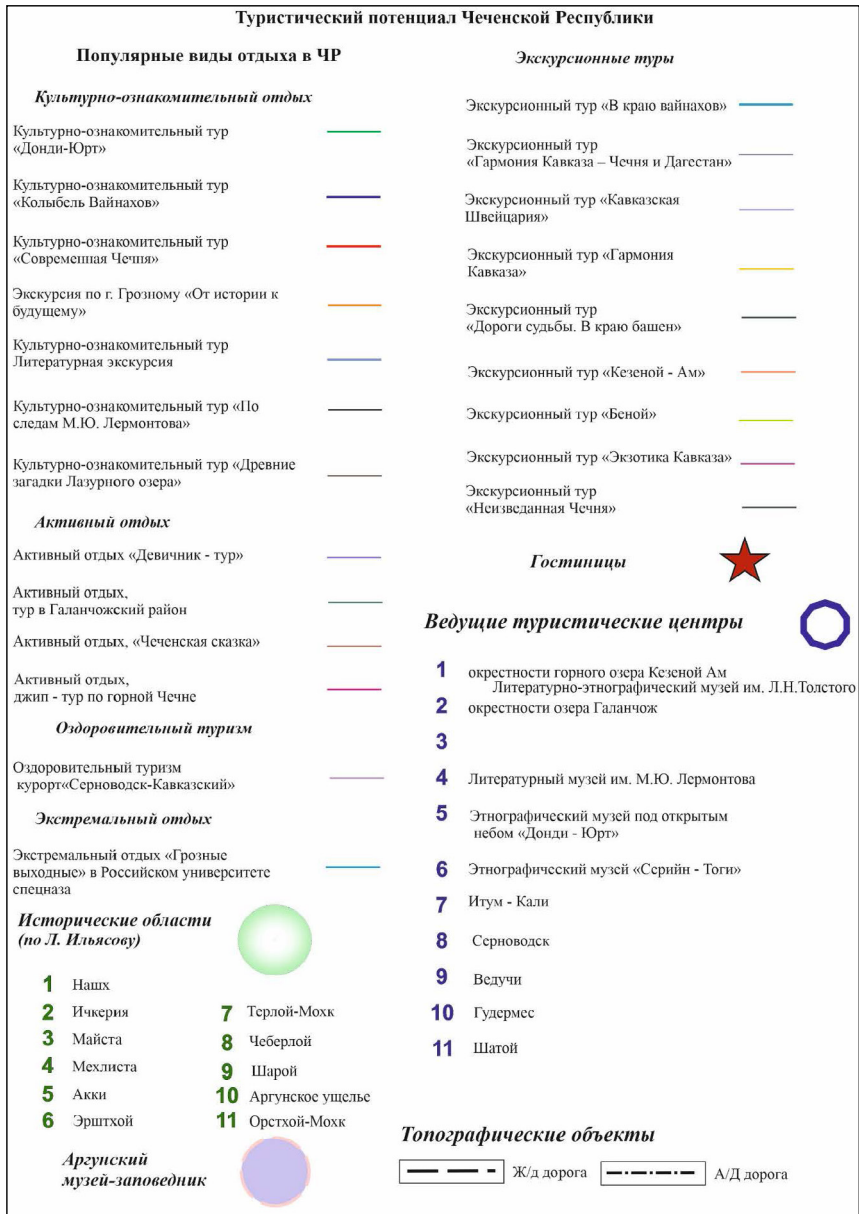 Туристический потенциал Чеченской Республики
Популярные виды отдыха в ЧР
Культурно-ознакомительный отдых
Культурно-ознакомительный тур
«Донди-Юрт»
Культурно-ознакомительный тур
«Колыбель Вайнахов»
Культурно-ознакомительный тур
«Современная Чечня»
Экскурсия по г. Грозному «От истории к
будущему»
Культурно-ознакомительный тур
Литературная экскурсия
Культурно-ознакомительный тур «По
следам М.Ю. Лермонтова»
Культурно-ознакомительный тур «Древние
загадки Лазурного озера»
Активный отдых
Активный отдых «Девичник - тур»
Активный отдых,
тур в Галанчожский район
Активный отдых, «Чеченская сказка»
Активный отдых,
джип - тур по горной Чечне
Оздоровительный туризм
Оздоровительный туризм
курорт«Серноводск-Кавказский»
Экстремальный отдых
Экстремальный отдых «Грозные
выходные» в Российском университете
спецназа
Исторические области
(по Л. Ильясову)
1 Нашх
2 Ичкерия
3 Майста
4 Мехлиста
5 Акки
6 Эрштхой
7 Терлой-Мохк
8 Чеберлой
9 Шарой
10 Аргунское ущелье
11 Орстхой-Мохк
Аргунский
музей-заповедник
Экскурсионные туры
Экскурсионный тур «В краю вайнахов»
Экскурсионный тур
«Гармония Кавказа – Чечня и Дагестан»
Экскурсионный тур «Кавказская
Швейцария»
Экскурсионный тур «Гармония
Кавказа»
Экскурсионный тур
«Дороги судьбы. В краю башен»
Экскурсионный тур «Кезеной - Ам»
Экскурсионный тур «Беной»
Экскурсионный тур «Экзотика Кавказа»
Экскурсионный тур
«Неизведанная Чечня»
Гостиницы
Ведущие туристические центры
1 окрестности горного озера Кезеной Ам
Литературно-этнографический музей им. Л.Н.Толстого
2 окрестности озера Галанчож
3
4 Литературный музей им. М.Ю. Лермонтова
5 Этнографический музей под открытым
небом «Донди - Юрт»
6 Этнографический музей «Серийн - Тоги»
7 Итум - Кали
8 Серноводск
9 Ведучи
10 Гудермес
11 Шатой
Топографические объекты
Ж/д дорога
А/Д дорога